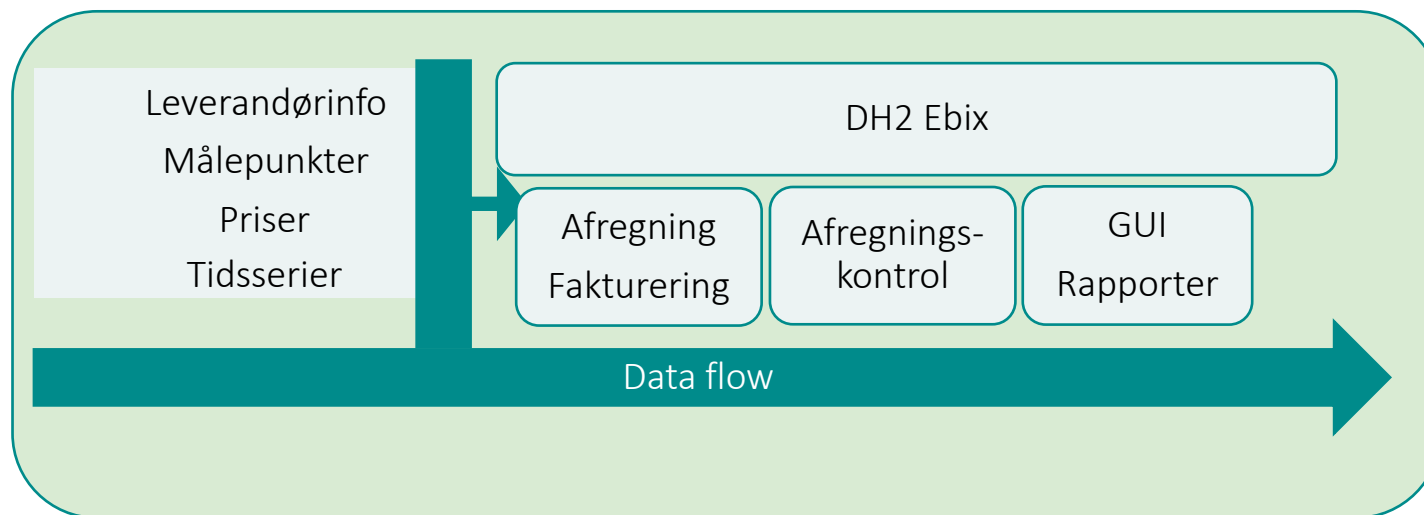 Leverandørinfo
Målepunkter
Priser
Tidsserier
DH2 Ebix
Afregning
Fakturering
Afregnings-
kontrol
GUI
Rapporter
Data flow